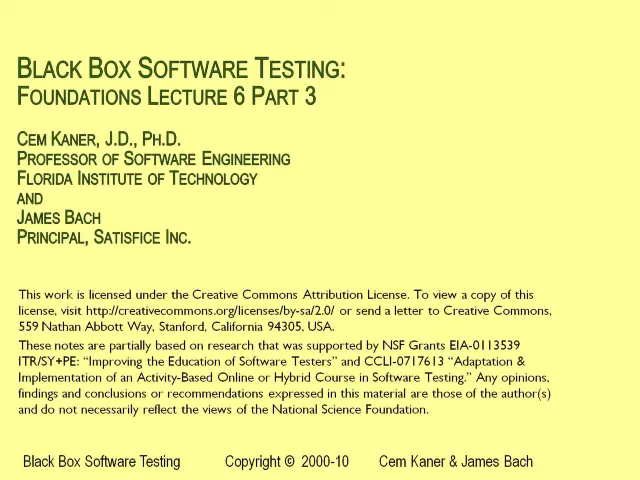 BLACK BOX SOFTWARE TESTING:
FOUNDATIONS LECTURE 6 PART 3
CEM KANER, J.D., PH.D.
PROFESSOR OF SOFTWARE ENGINEERING
FLORIDA INSTITUTE OF TECHNOLOGY
AND
JAMES BACH
PRINCIPAL, SATISFICE INC.
This work is licensed under the Creative Commons Attribution License. To view a copy of this
license, visit http://creativecommons.org/licenses/by-sa/2.0/ or send a letter to Creative Commons,
559 Nathan Abbott Way, Stanford, California 94305, USA.
These notes are partially based on research that was supported by NSF Grants EIA-0113539
ITR/SY+PE: “Improving the Education of Software Testers” and CCLI-0717613 “Adaptation &
Implementation of an Activity-Based Online or Hybrid Course in Software Testing.” Any opinions,
findings and conclusions or recommendations expressed in this material are those of the author(s)
and do not necessarily reflect the views of the National Science Foundation.
Black Box Software Testing Copyright © 2000-10 Cem Kaner & James Bach